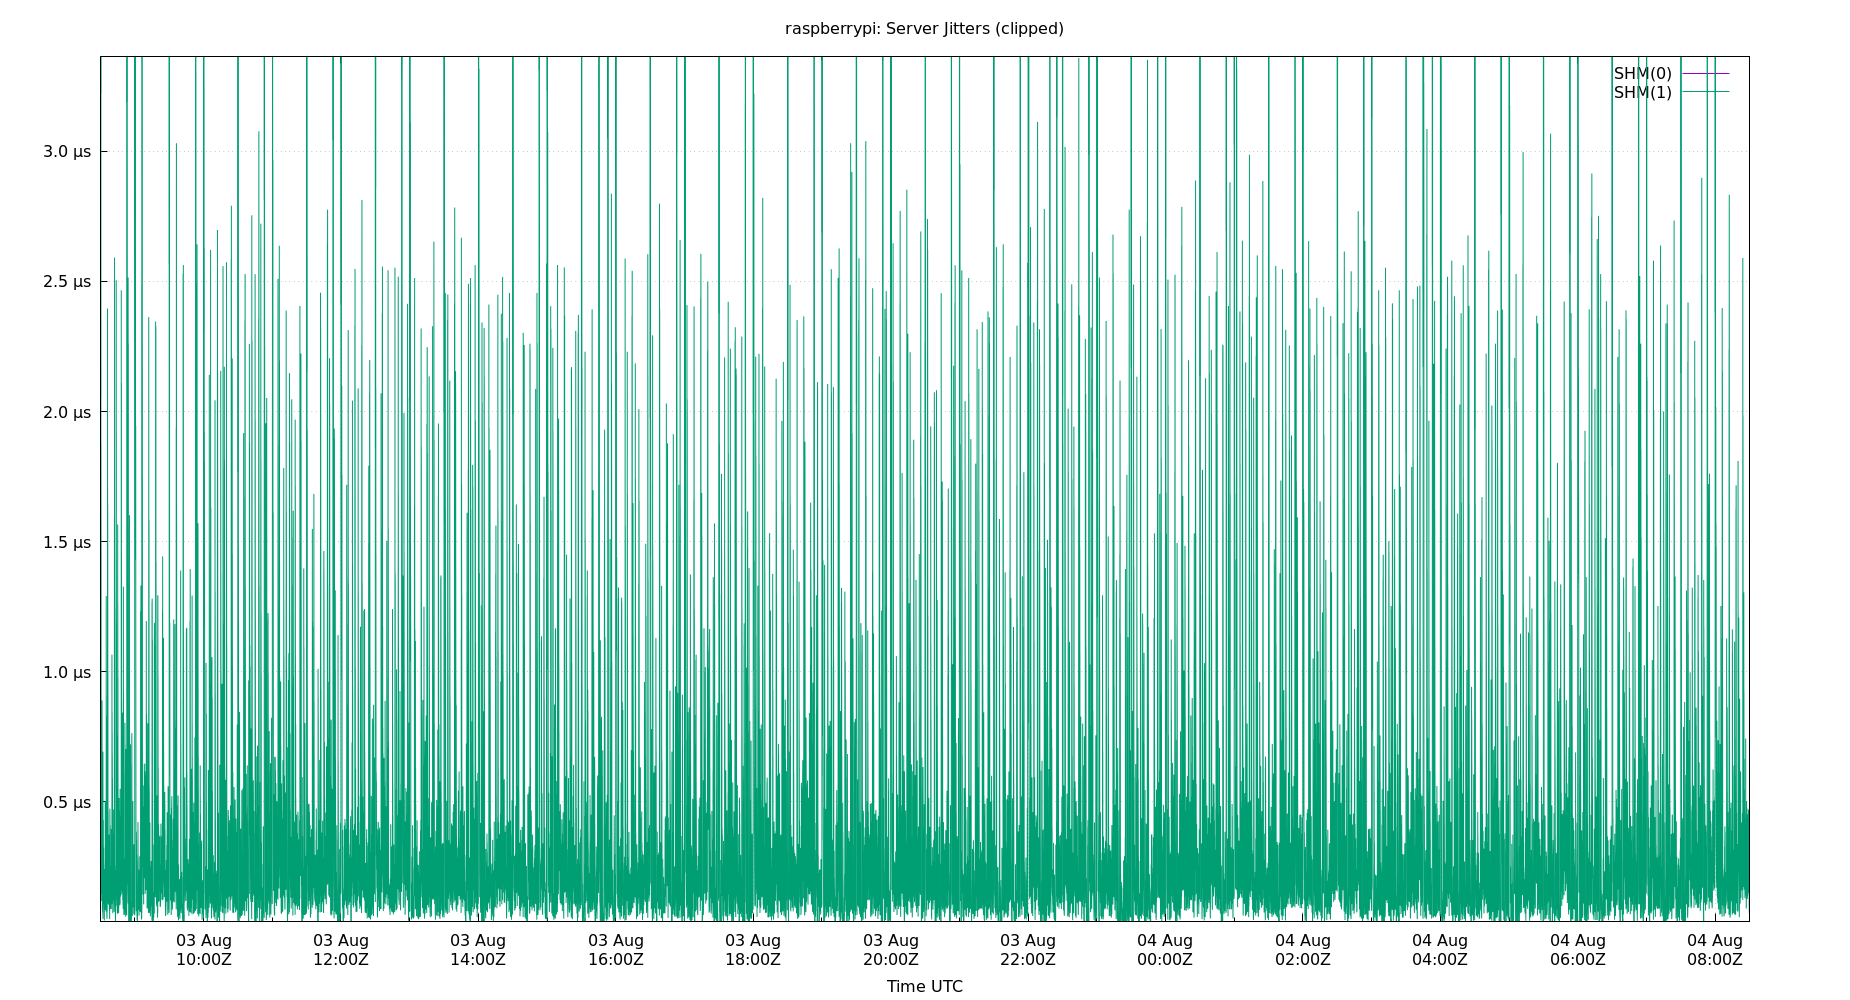 raspberrypi: Server Jitters (clipped)
SHM(0)
SHM(1)
3.0 µs
2.5 µs
2.0 µs
1.5 µs
1.0 µs
0.5 µs
03 Aug 03 Aug 03 Aug 03 Aug 03 Aug 03 Aug 03 Aug 04 Aug 04 Aug 04 Aug 04 Aug 04 Aug
10:00Z 12:00Z 14:00Z 16:00Z 18:00Z 20:00Z 22:00Z 00:00Z 02:00Z 04:00Z 06:00Z 08:00Z
Time UTC